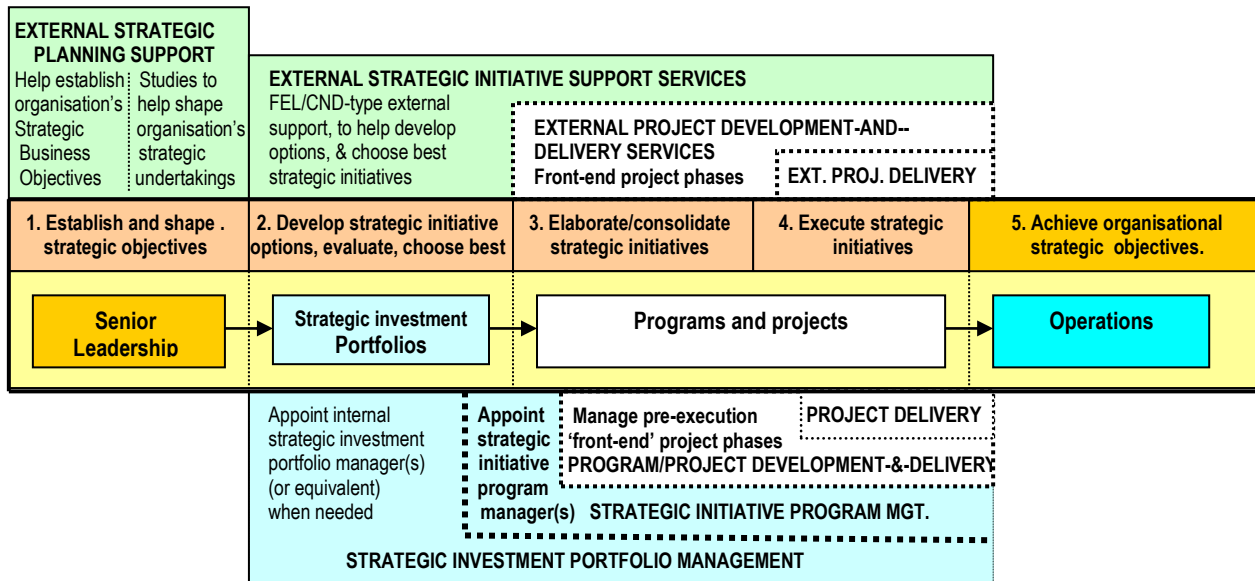 EXTERNAL STRATEGIC
PLANNING SUPPORT
Help establish
organisation's
Strategic
Business
Objectives
Studies to
help shape
organisation's
strategic
undertakings
EXTERNAL STRATEGIC INITIATIVE SUPPORT SERVICES
FEL/CND-type external
support, to help develop
options, & choose best
strategic initiatives
EXTERNAL PROJECT DEVELOPMENT-AND--
DELIVERY SERVICES
Front-end project phases
EXT. PROJ. DELIVERY
1. Establish and shape .
strategic objectives
2. Develop strategic initiative
options, evaluate, choose best
3. Elaborate/consolidate
strategic initiatives
4. Execute strategic
initiatives
5. Achieve organisational
strategic objectives.
Senior
Leadership
Strategic investment
Portfolios
Programs and projects
Operations
Appoint internal
strategic investment
portfolio manager(s)
(or equivalent)
when needed
Appoint
strategic
initiative
program
manager(s)
Manage pre-execution
'front-end' project phases
PROJECT DELIVERY
PROGRAM/PROJECT DEVELOPMENT-&-DELIVERY
STRATEGIC INITIATIVE PROGRAM MGT.
STRATEGIC INVESTMENT PORTFOLIO MANAGEMENT